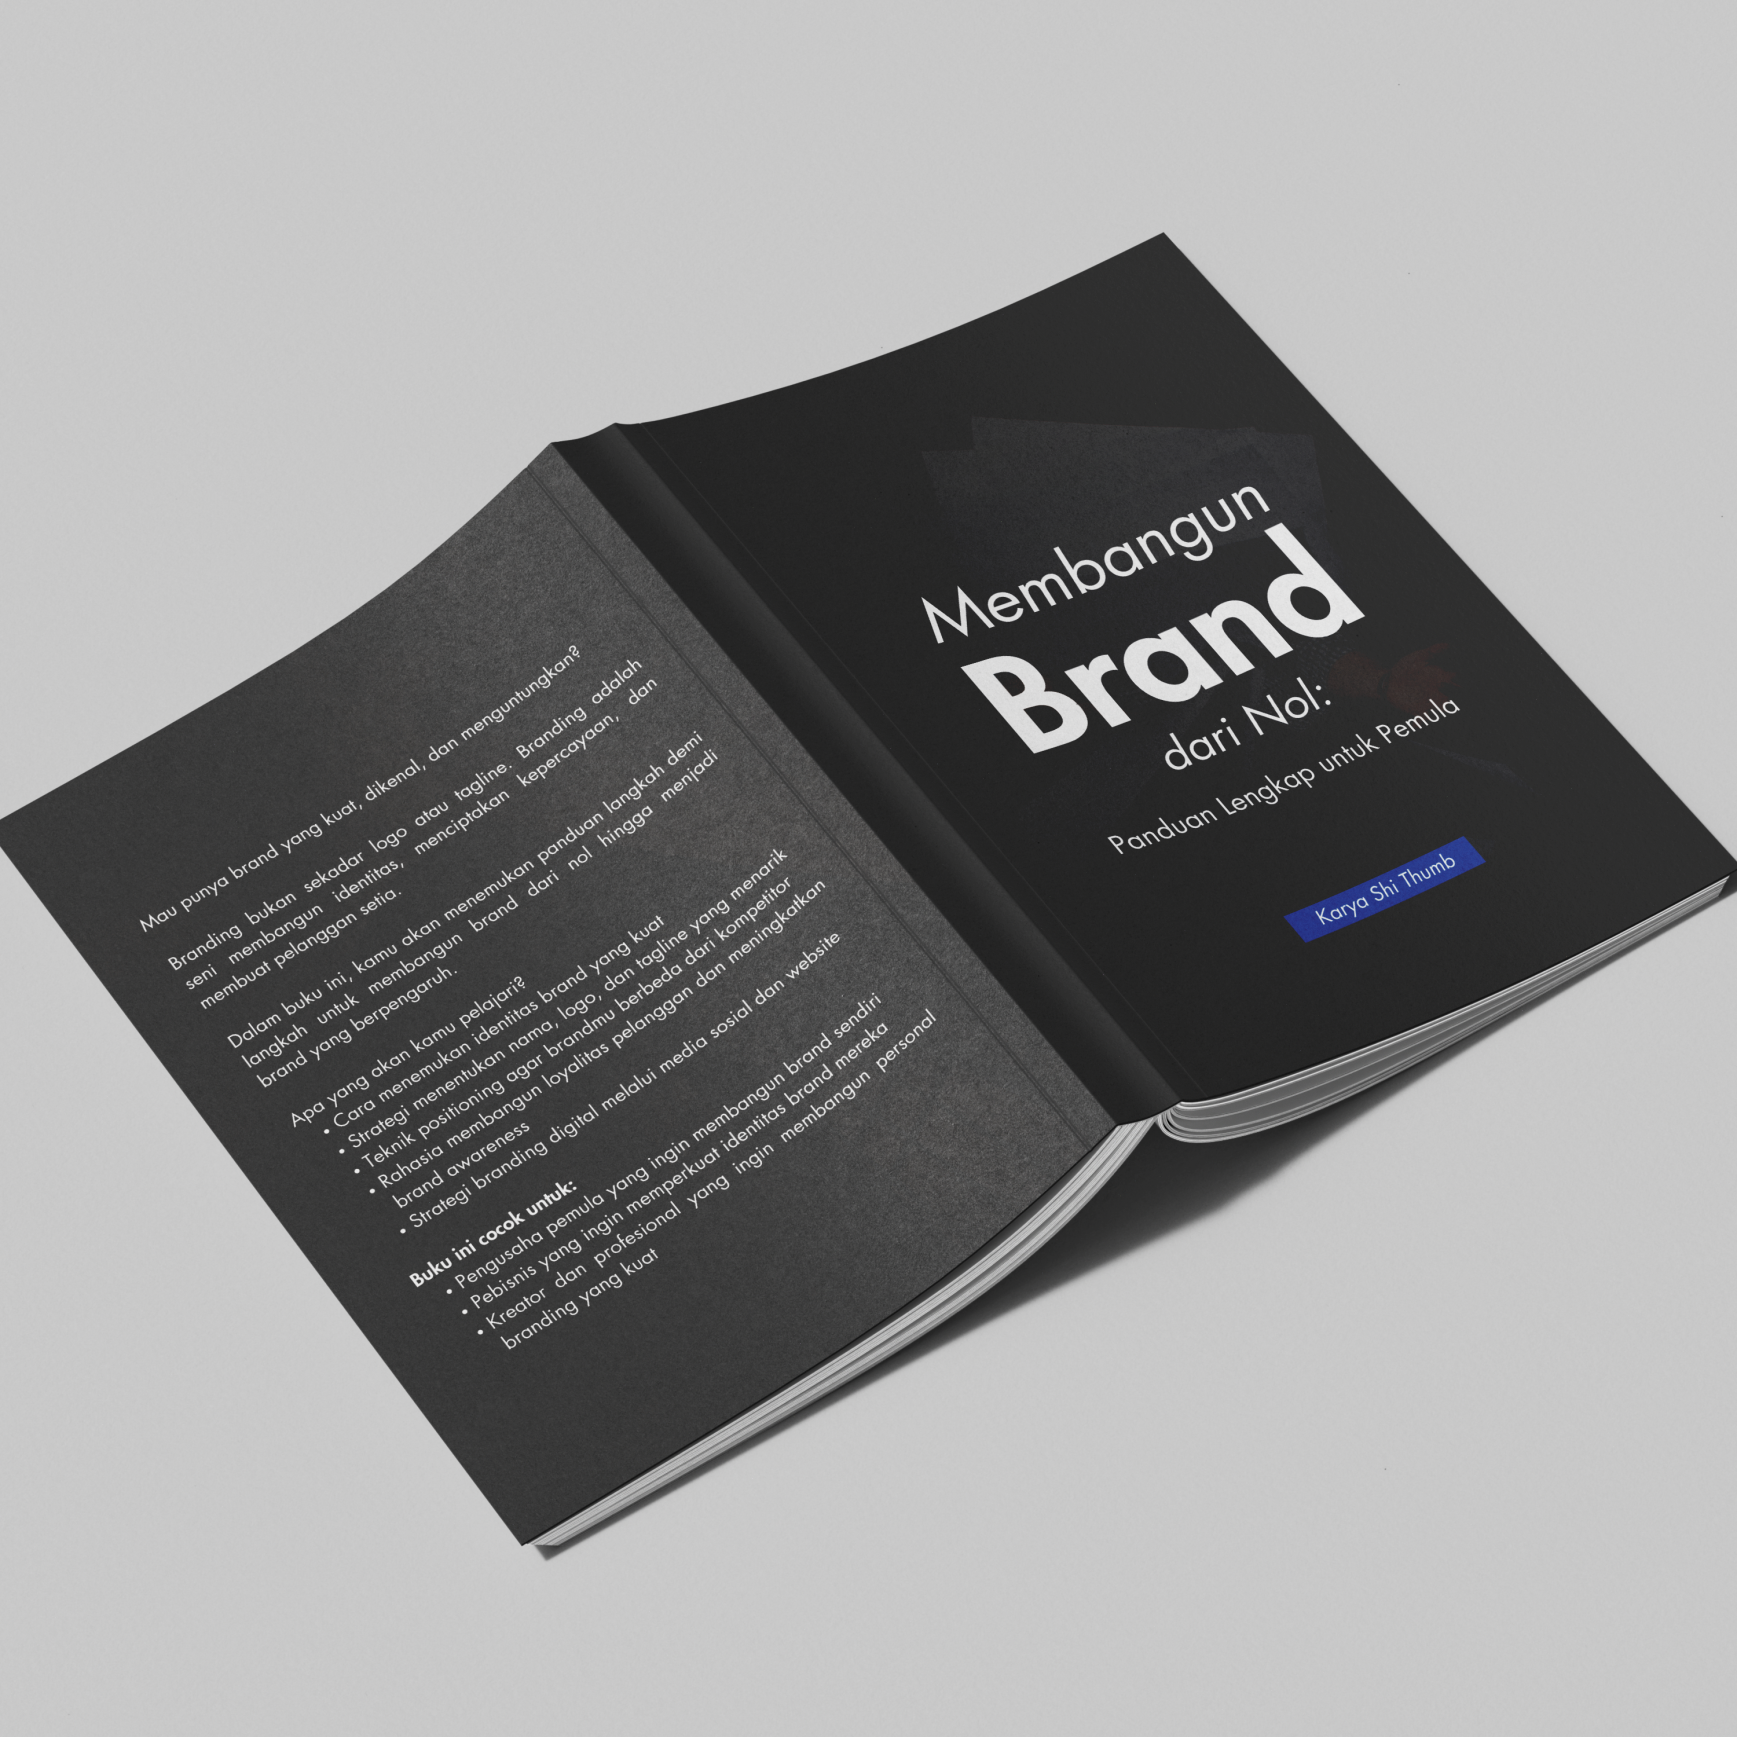 Membangun
Brand
dari Nol:
Panduan Lengkap untuk Pemula
Karya Shi Thumb
Mau punya brand yang kuat, dikenal, dan menguntungkan?
Branding bukan sekadar logo atau tagline. Branding adalah
seni membangun identitas, menciptakan kepercayaan, dan
membuat pelanggan setia.
Dalam buku ini, kamu akan menemukan panduan langkah demi
langkah untuk membangun brand dari nol hingga menjadi
brand yang berpengaruh.
Apa yang akan kamu pelajari?
• Cara menemukan identitas brand yang kuat
• Strategi menentukan nama, logo, dan tagline yang menarik
• Teknik positioning agar brandmu berbeda dari kompetitor
• Rahasia membangun loyalitas pelanggan dan meningkatkan
brand awareness
• Strategi branding digital melalui media sosial dan website
Buku ini cocok untuk:
• Pengusaha pemula yang ingin membangun brand sendiri
• Pebisnis yang ingin memperkuat identitas brand mereka
• Kreator dan profesional yang ingin membangun personal
branding yang kuat